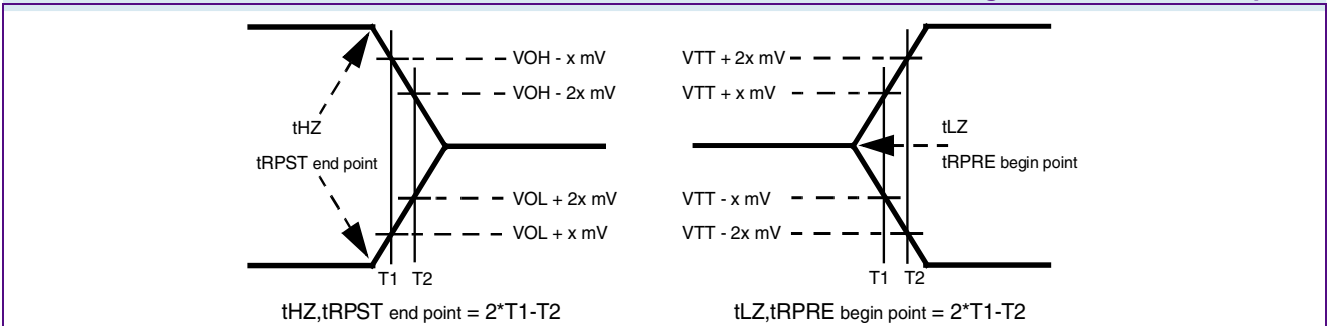 VOH - x mV
VOH - 2x mV
tHZ
tRPST end point
VOL + 2x mV
VOL + x mV
T1 T2
tHZ,tRPST end point = 2*T1-T2
VTT + 2x mV
VTT + x mV
tLZ
tRPRE begin point
VTT - x mV
VTT - 2x mV
T1 T2
tLZ,tRPRE begin point = 2*T1-T2